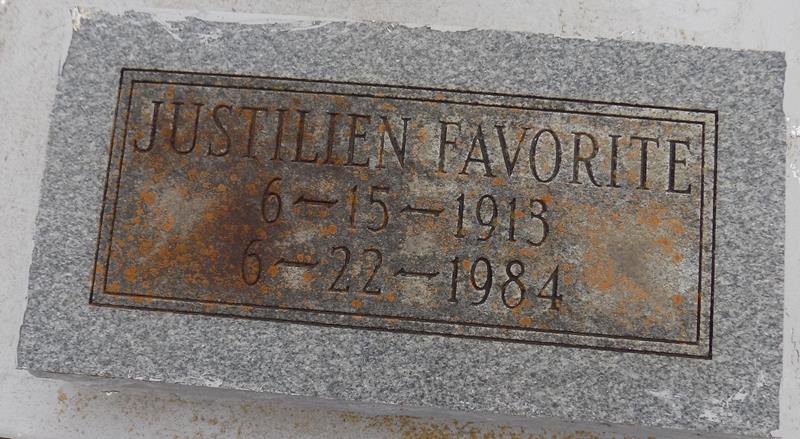 JUSTILIEN FAVORITE
6-15-1913
6-22-1984